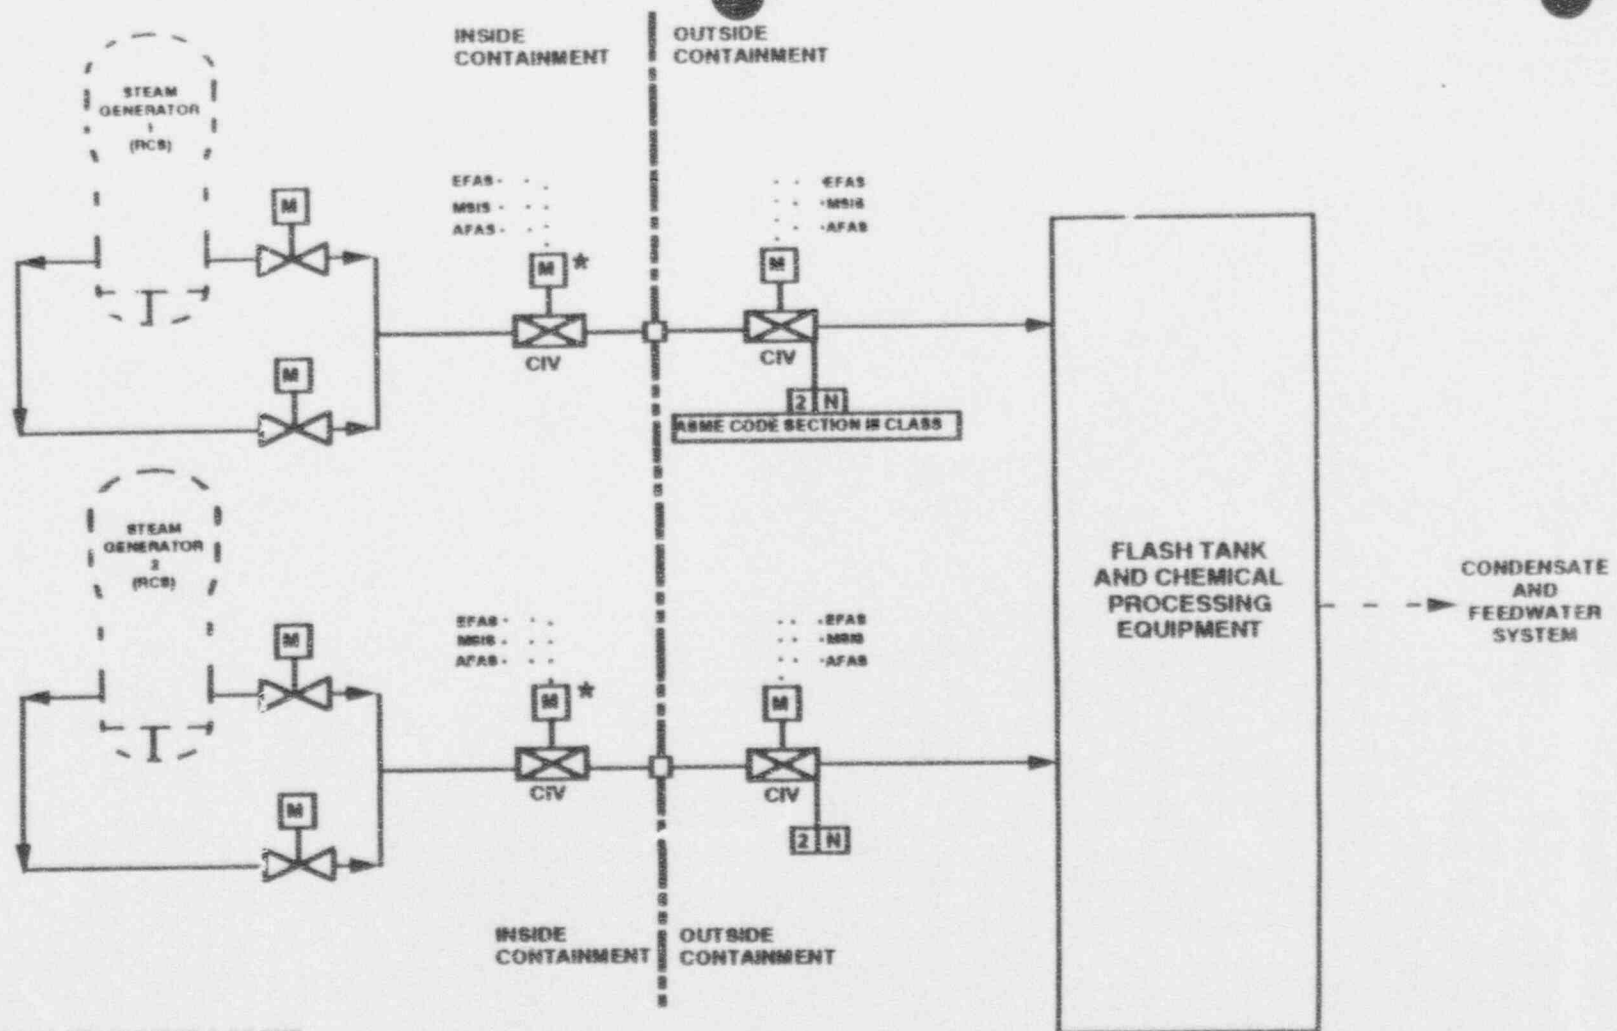 INSIDE
CONTAINMENT
OUTSIDE
CONTAINMENT
STEAM
GENERATOR
1
(RCS)
EFAS
MSIS
AFAS
EFAS
MSIS
AFAS
M
M
*
M
CIV
CIV
M
2 N
ASME CODE SECTION III CLASS
STEAM
GENERATOR
2
(RCS)
FLASH TANK
AND CHEMICAL
PROCESSING
EQUIPMENT
CONDENSATE
AND
FEEDWATER
SYSTEM
EFAS
MSIS
AFAS
EFAS
MSIS
AFAS
M
M
*
M
CIV
CIV
M
2 N
INSIDE
CONTAINMENT
OUTSIDE
CONTAINMENT